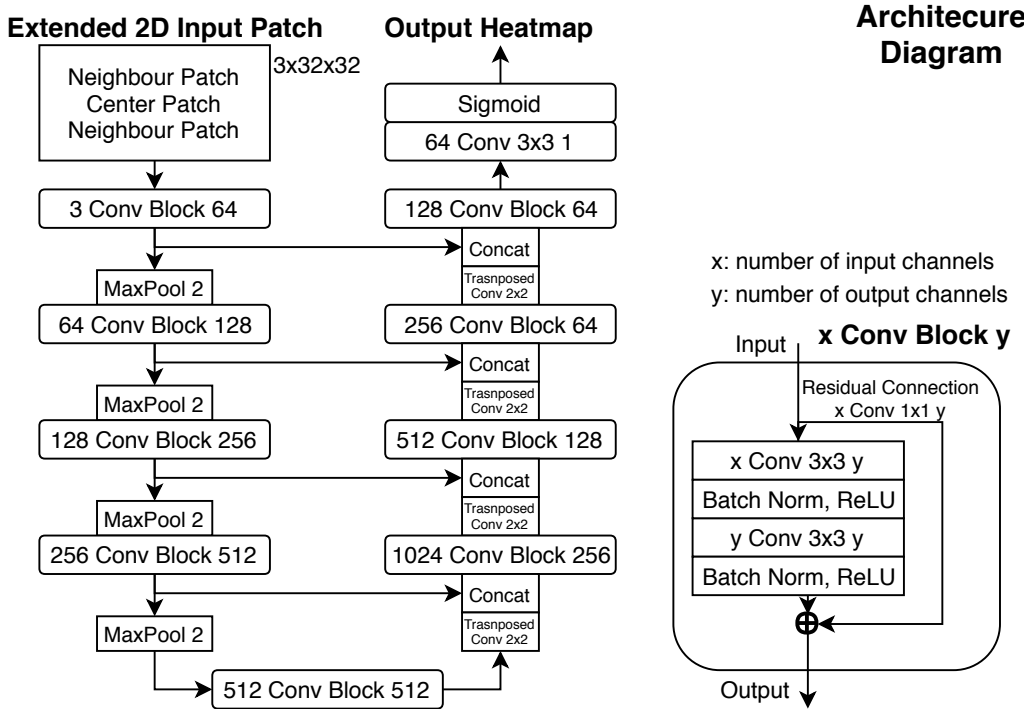 Extended 2D Input Patch
Neighbour Patch
Center Patch
Neighbour Patch
3x32x32
3 Conv Block 64
MaxPool 2
64 Conv Block 128
MaxPool 2
128 Conv Block 256
MaxPool 2
256 Conv Block 512
MaxPool 2
512 Conv Block 512
Output Heatmap
Sigmoid
64 Conv 3x3 1
128 Conv Block 64
Concat
Trasnposed
Conv 2x2
256 Conv Block 64
Concat
Trasnposed
Conv 2x2
512 Conv Block 128
Concat
Trasnposed
Conv 2x2
1024 Conv Block 256
Concat
Trasnposed
Conv 2x2
Architecure
Diagram
x: number of input channels
y: number of output channels
x Conv Block y
Input
Residual Connection
x Conv 1x1 y
x Conv 3x3 y
Batch Norm, ReLU
y Conv 3x3 y
Batch Norm, ReLU
Output